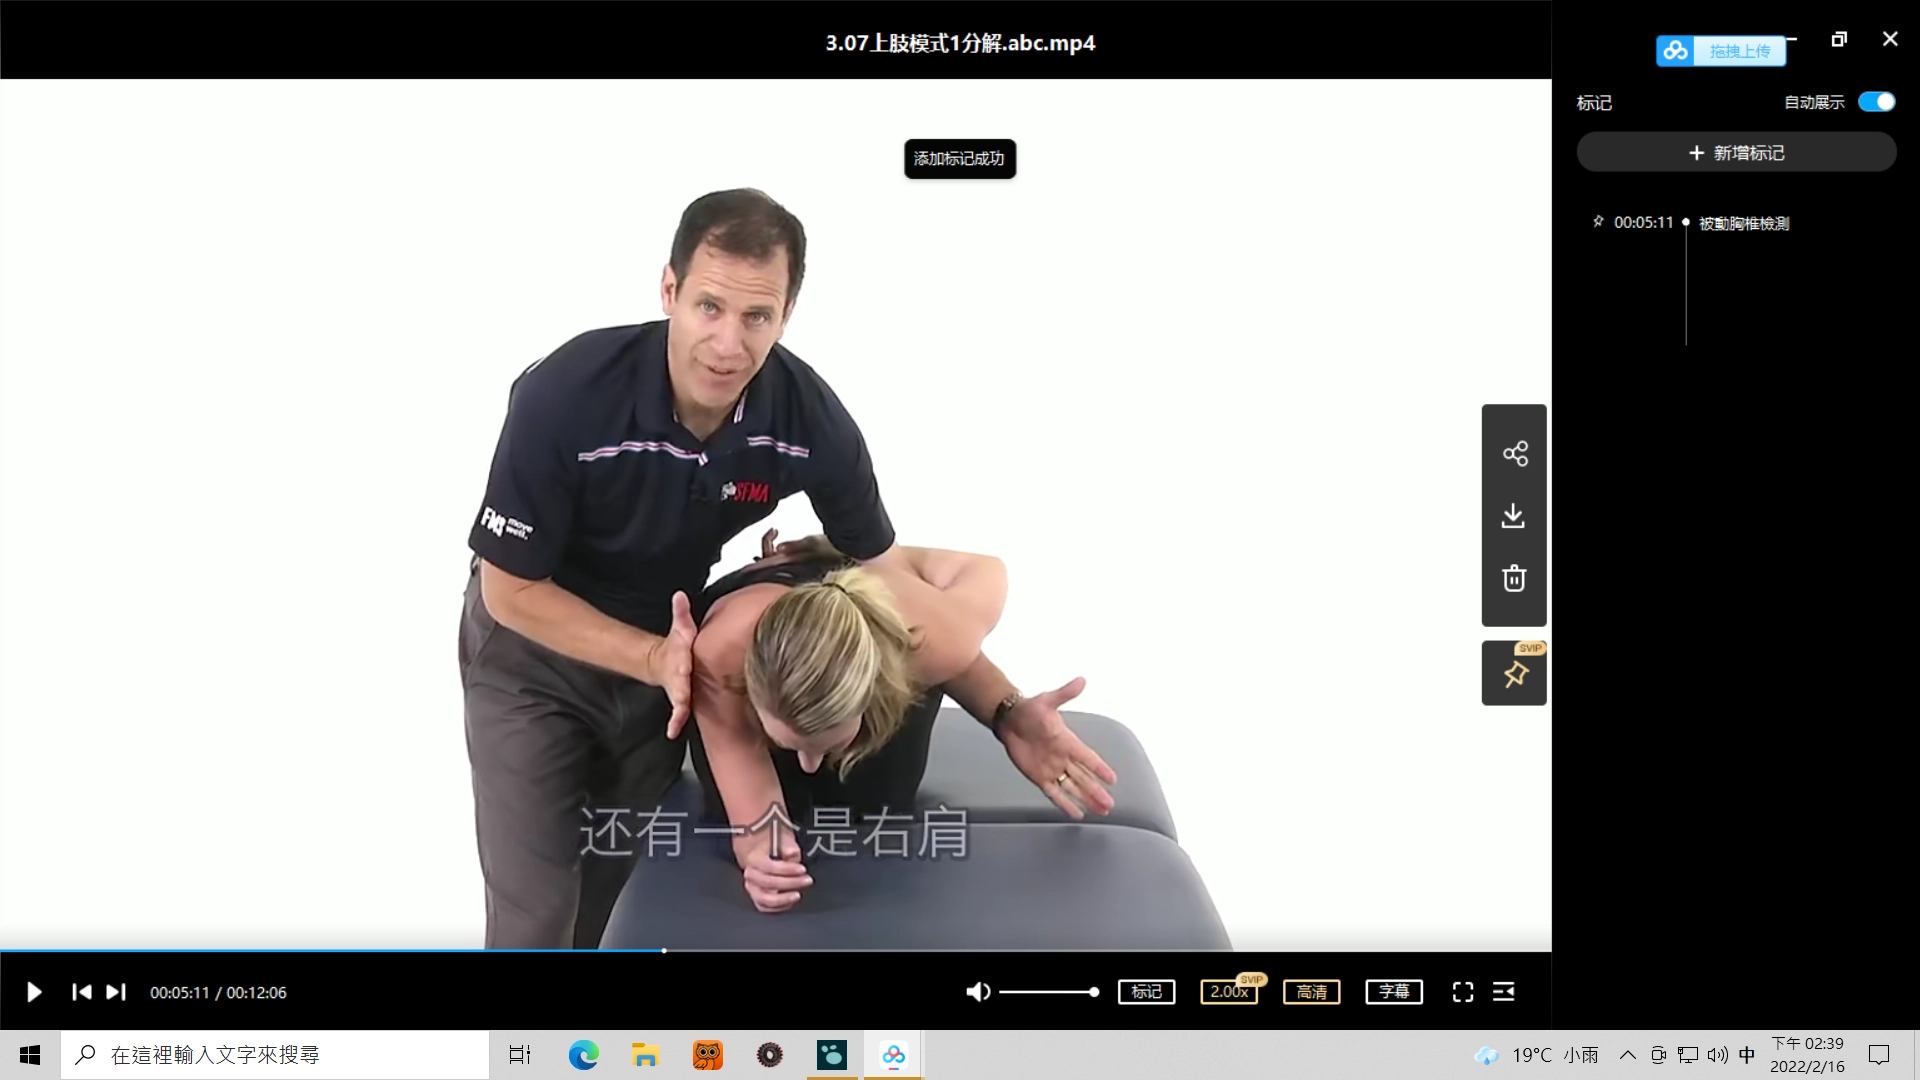 3.07上肢模式1分解.abc.mp4
拖拽上传
标记
自动展示
添加标记成功
新增标记
00:05:11
被動胸椎檢測
SFMA
FMS move well.
SVIP
还有一个是右肩
00:05:11 / 00:12:06
标记
SVIP
2.00x
高清
字幕
在這裡輸入文字來搜尋
19°C 小雨
中
下午 02:39
2022/2/16